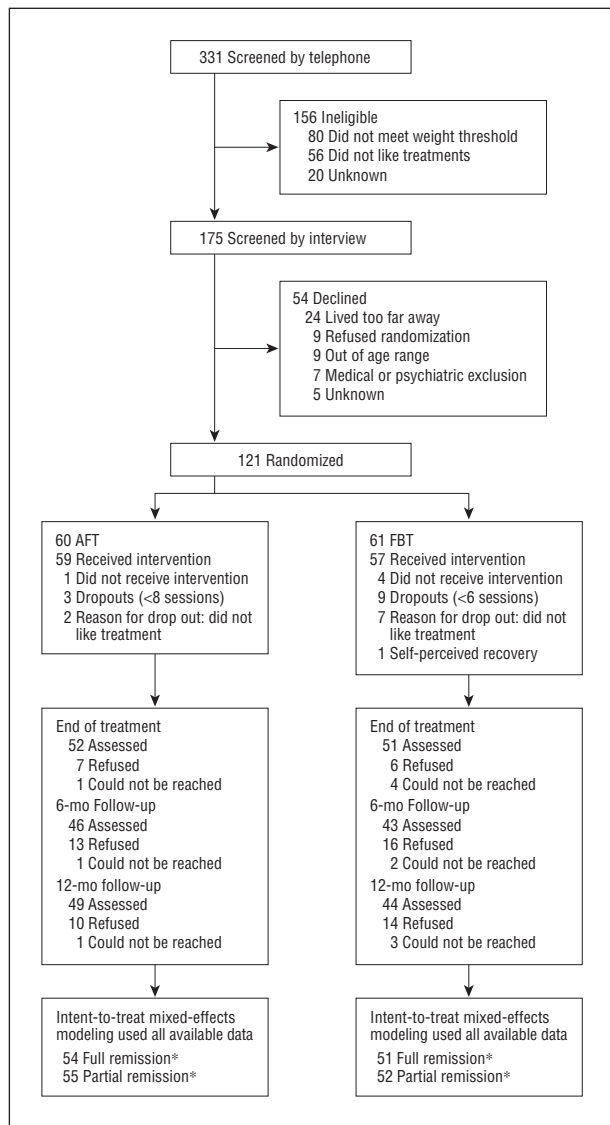 331 Screened by telephone
156 Ineligible
80 Did not meet weight threshold
56 Did not like treatments
20 Unknown
175 Screened by interview
54 Declined
24 Lived too far away
9 Refused randomization
9 Out of age range
7 Medical or psychiatric exclusion
5 Unknown
121 Randomized
60 AFT
59 Received intervention
1 Did not receive intervention
3 Dropouts (<8 sessions)
2 Reason for drop out: did
not like treatment
61 FBT
57 Received intervention
4 Did not receive intervention
9 Dropouts (<6 sessions)
7 Reason for drop out: did
not like treatment
1 Self-perceived recovery
End of treatment
52 Assessed
7 Refused
1 Could not be reached
6-mo Follow-up
46 Assessed
13 Refused
1 Could not be reached
12-mo follow-up
49 Assessed
10 Refused
1 Could not be reached
End of treatment
51 Assessed
6 Refused
4 Could not be reached
6-mo Follow-up
43 Assessed
16 Refused
2 Could not be reached
12-mo follow-up
44 Assessed
14 Refused
3 Could not be reached
Intent-to-treat mixed-effects
modeling used all available data
54 Full remission*
55 Partial remission*
Intent-to-treat mixed-effects
modeling used all available data
51 Full remission*
52 Partial remission*